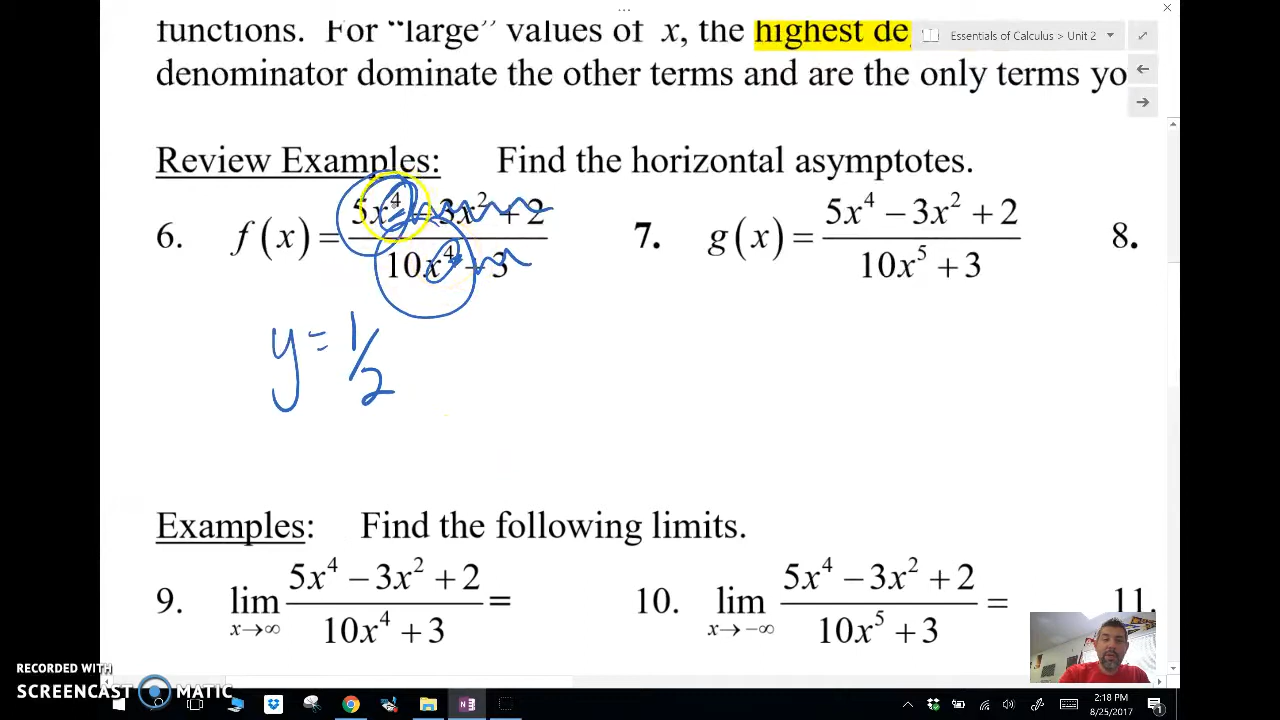 functions. For “large” values of x, the highest de
Essentials of Calculus > Unit 2
denominator dominate the other terms and are the only terms yo
Review Examples: Find the horizontal asymptotes.
6. f(x) = (5x⁴ − 3x² + 2)/(10x⁴ + 3) 7. g(x) = (5x⁴ − 3x² + 2)/(10x⁵ + 3) 8.
y = 1/2
Examples: Find the following limits.
9. lim x→∞ (5x⁴ − 3x² + 2)/(10x⁴ + 3) = 10. lim x→−∞ (5x⁴ − 3x² + 2)/(10x⁵ + 3) = 11.
RECORDED WITH
SCREENCAST MATIC
2:18 PM
8/25/2017